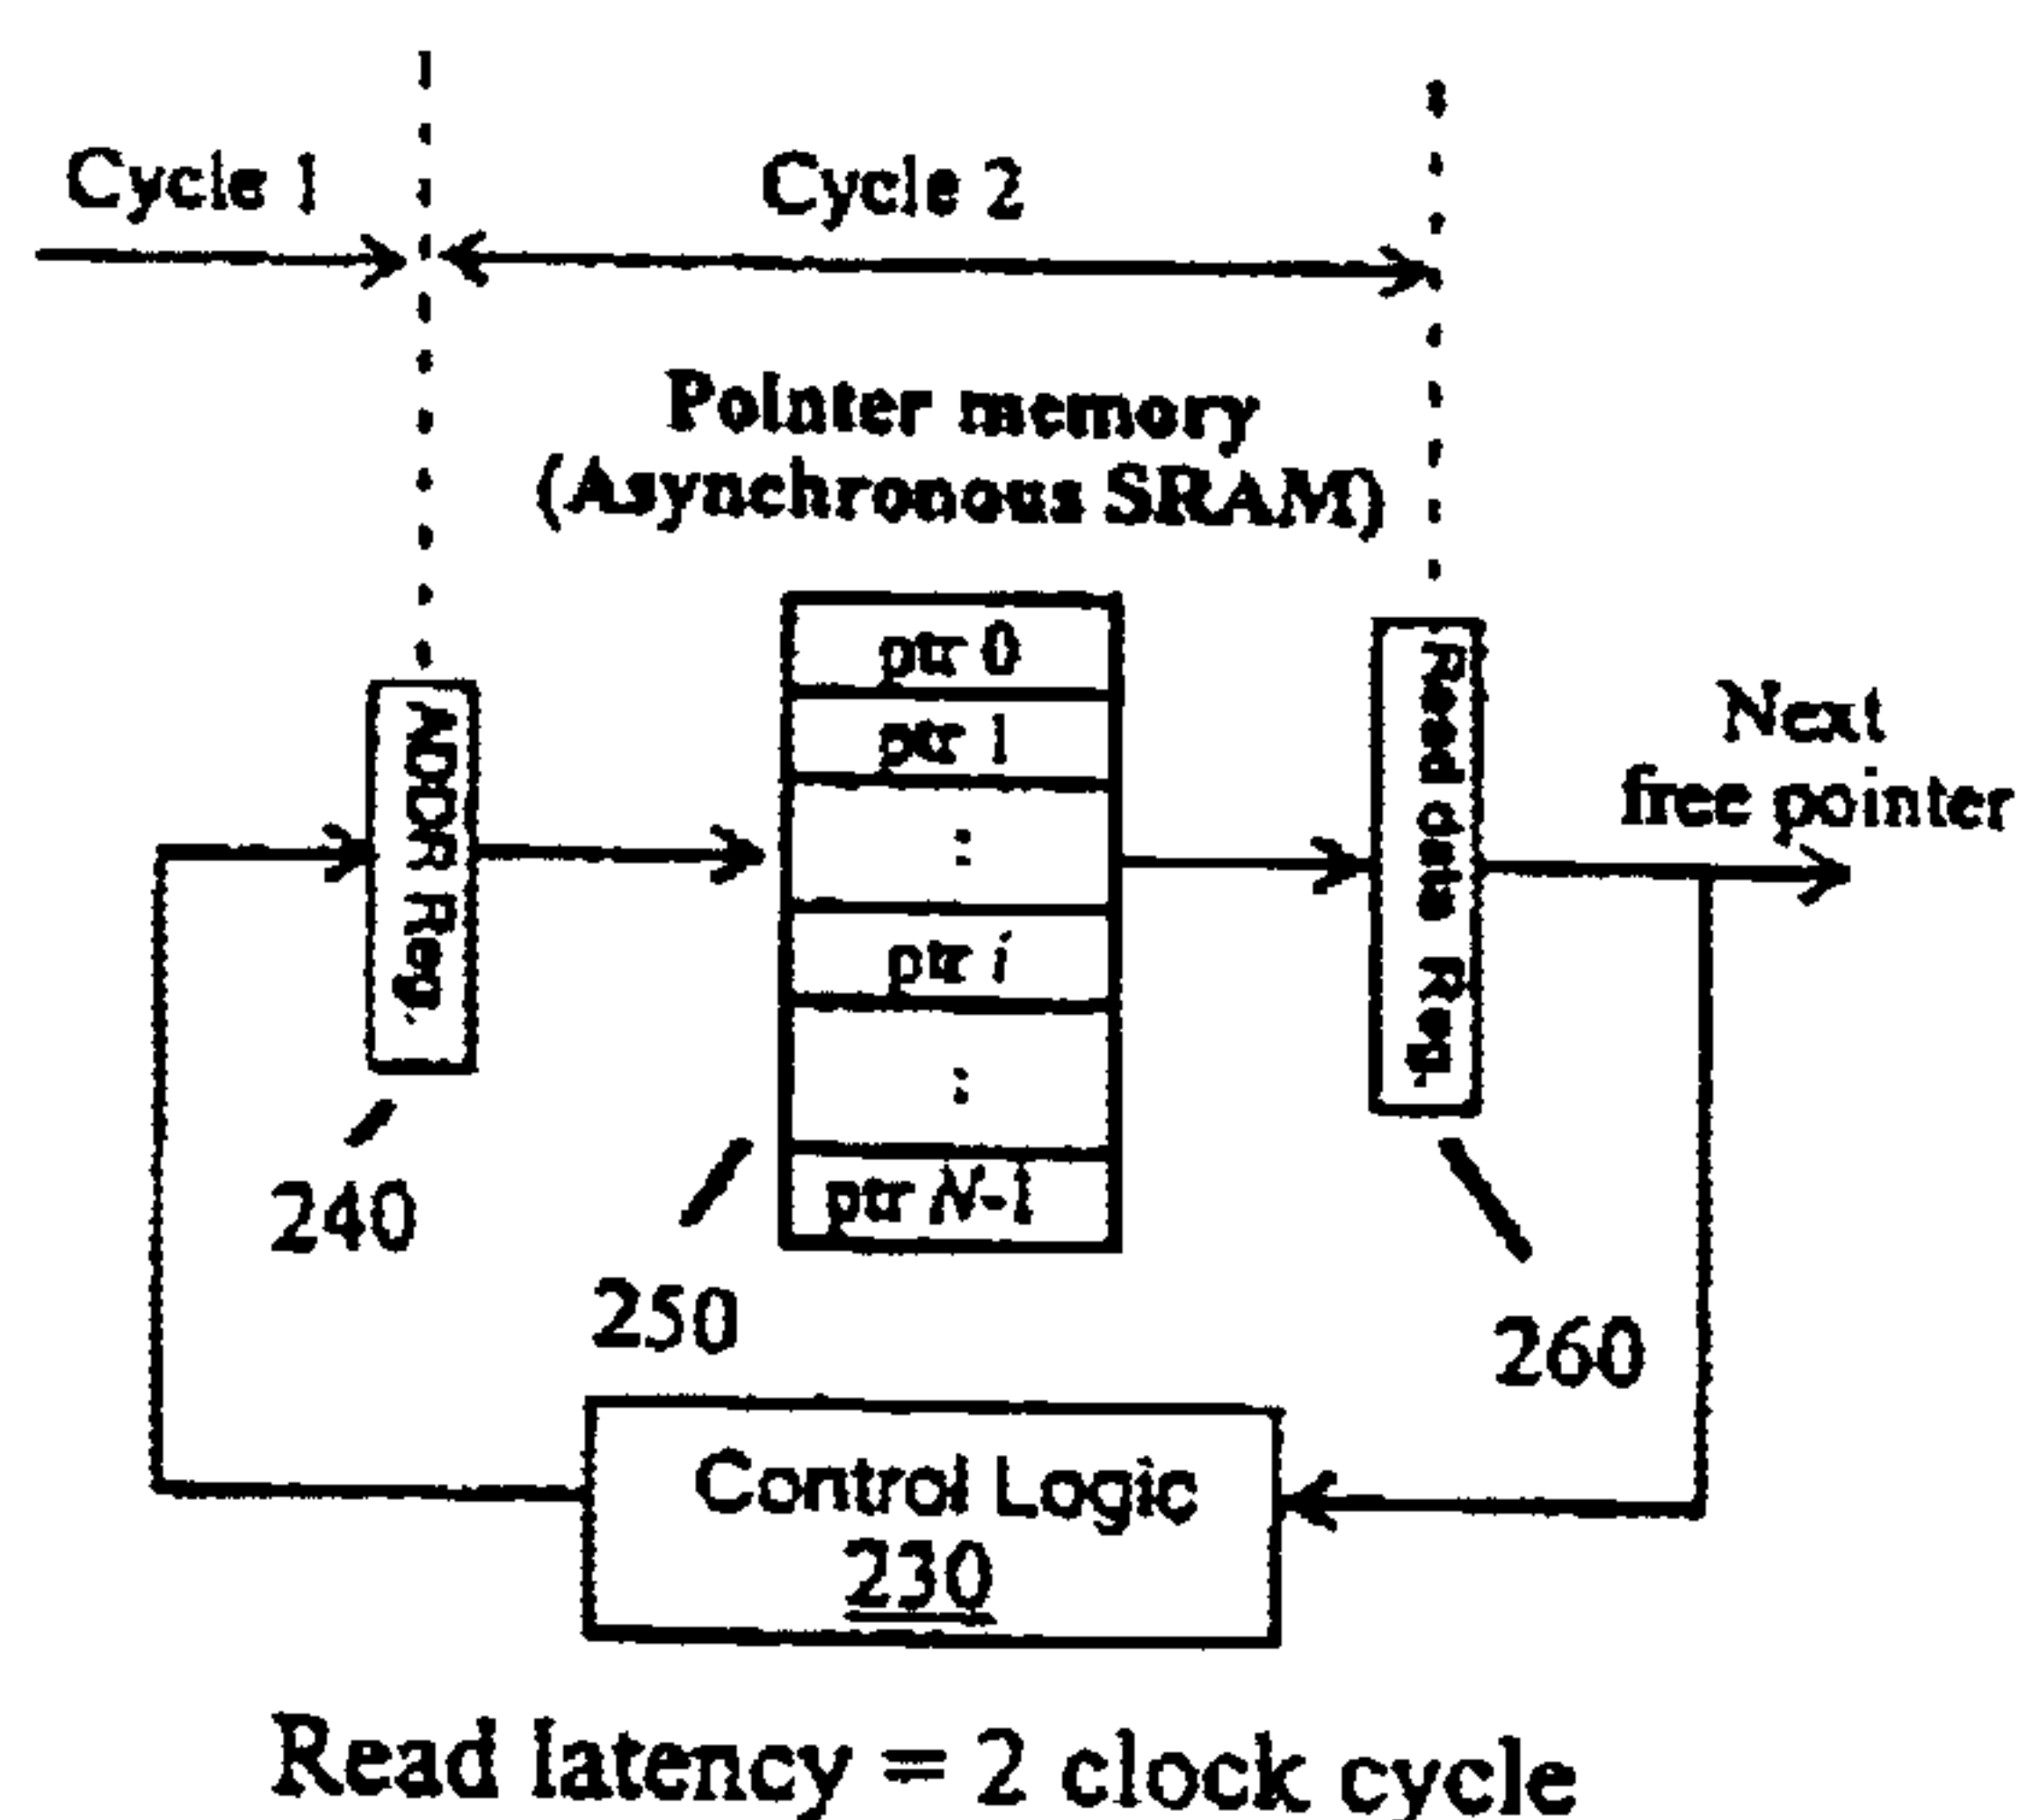 Cycle 1
Cycle 2
Pointer memory
(Asynchronous SRAM)
ptr 0
ptr 1
:
ptr i
:
ptr N-1
ADDR Reg.
Read out Reg.
Next
free pointer
240
250
260
Control Logic
230
Read latency = 2 clock cycle